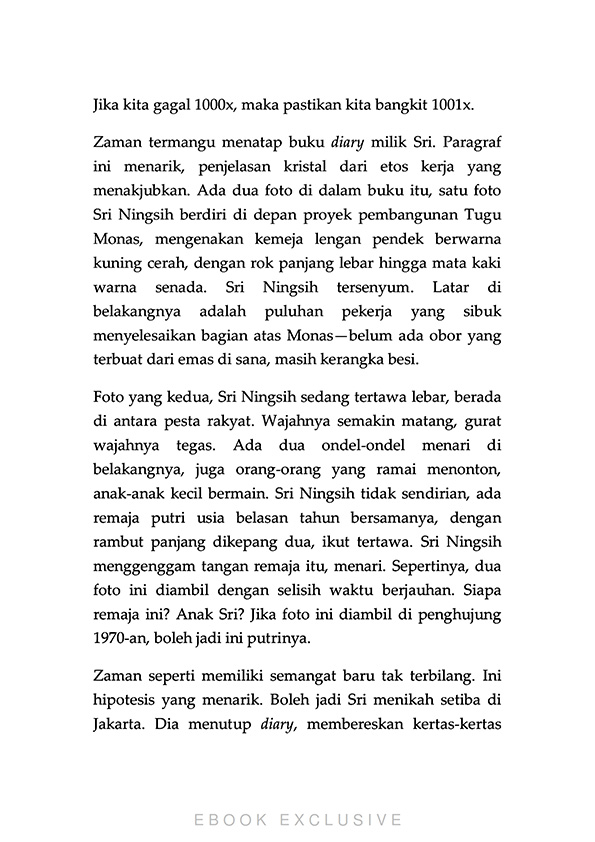 Jika kita gagal 1000x, maka pastikan kita bangkit 1001x.
Zaman termangu menatap buku diary milik Sri. Paragraf
ini menarik, penjelasan kristal dari etos kerja yang
menakjubkan. Ada dua foto di dalam buku itu, satu foto
Sri Ningsih berdiri di depan proyek pembangunan Tugu
Monas, mengenakan kemeja lengan pendek berwarna
kuning cerah, dengan rok panjang lebar hingga mata kaki
warna senada. Sri Ningsih tersenyum. Latar di
belakangnya adalah puluhan pekerja yang sibuk
menyelesaikan bagian atas Monas—belum ada obor yang
terbuat dari emas di sana, masih kerangka besi.
Foto yang kedua, Sri Ningsih sedang tertawa lebar, berada
di antara pesta rakyat. Wajahnya semakin matang, gurat
wajahnya tegas. Ada dua ondel-ondel menari di
belakangnya, juga orang-orang yang ramai menonton,
anak-anak kecil bermain. Sri Ningsih tidak sendirian, ada
remaja putri usia belasan tahun bersamanya, dengan
rambut panjang dikepang dua, ikut tertawa. Sri Ningsih
menggenggam tangan remaja itu, menari. Sepertinya, dua
foto ini diambil dengan selisih waktu berjauhan. Siapa
remaja ini? Anak Sri? Jika foto ini diambil di penghujung
1970-an, boleh jadi ini putrinya.
Zaman seperti memiliki semangat baru tak terbilang. Ini
hipotesis yang menarik. Boleh jadi Sri menikah setiba di
Jakarta. Dia menutup diary, membereskan kertas-kertas
EBOOK EXCLUSIVE